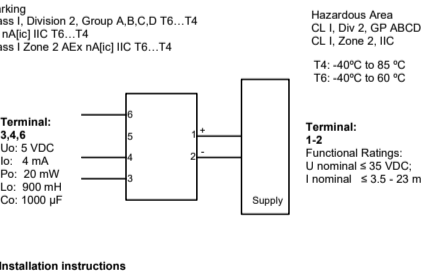 arking
ass I, Division 2, Group A,B,C,D T6…T4
nA[ic] IIC T6…T4
ass I Zone 2 AEx nA[ic] IIC T6…T4
Hazardous Area
CL I, Div 2, GP ABCD
CL I, Zone 2, IIC
T4: -40ºC to 85 ºC
T6: -40ºC to 60 ºC
Terminal:
3,4,6
Uo: 5 VDC
Io: 4 mA
Po: 20 mW
Lo: 900 mH
Co: 1000 µF
6
5
4
3
1
+
2
-
Supply
Terminal:
1-2
Functional Ratings:
U nominal ≤ 35 VDC;
I nominal ≤ 3.5 - 23 m
Installation instructions